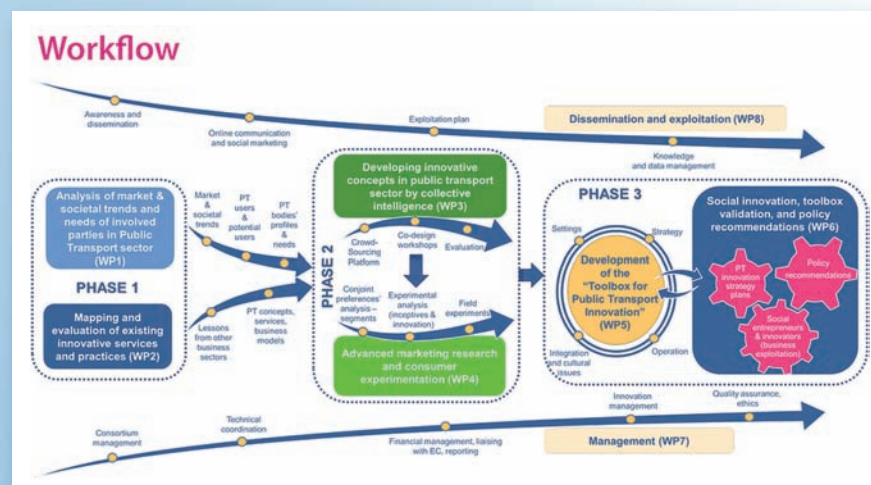 Workflow
Awareness and
dissemination
Online communication
and social marketing
Exploitation plan
Dissemination and exploitation (WP8)
Knowledge
and data management
Analysis of market &
societal trends and
needs of involved
parties in Public
Transport sector
(WP1)
PHASE 1
Mapping and
evaluation of existing
innovative services
and practices (WP2)
Market
&
societal
trends
PT
users &
potential
users
PT
bodies'
profiles &
needs
Lessons
from other
business
sectors
PT concepts,
services,
business
models
PHASE 2
Developing innovative
concepts in public transport
sector by collective
intelligence (WP3)
Crowd-
Sourcing
Platform
Co-design
workshops
Evaluation
Conjoint
preferences'
analysis –
segments
Experimental
analysis
(inceptives &
innovation)
Field
experiments
Advanced marketing research
and consumer
experimentation (WP4)
PHASE 3
Settings
Strategy
Development
of the
"Toolbox for
Public Transport
Innovation"
(WP5)
Integration
and cultural
issues
Operation
Social innovation, toolbox
validation, and policy
recommendations (WP6)
PT
innovation
strategy
plans
Policy
recommendations
Social
entrepreneurs
& innovators
(business
exploitation)
Consortium
management
Technical
coordination
Financial management, liaising
with EC, reporting
Innovation
management
Quality assurance,
ethics
Management (WP7)